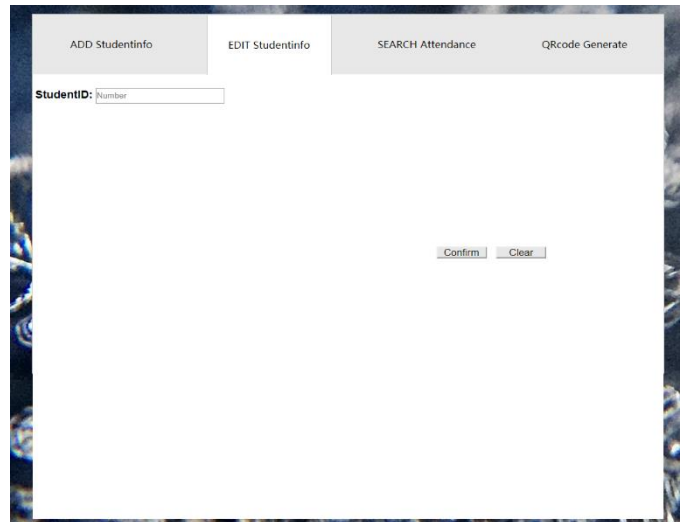 ADD Studentinfo EDIT Studentinfo SEARCH Attendance QRcode Generate
StudentID: Number
Confirm Clear